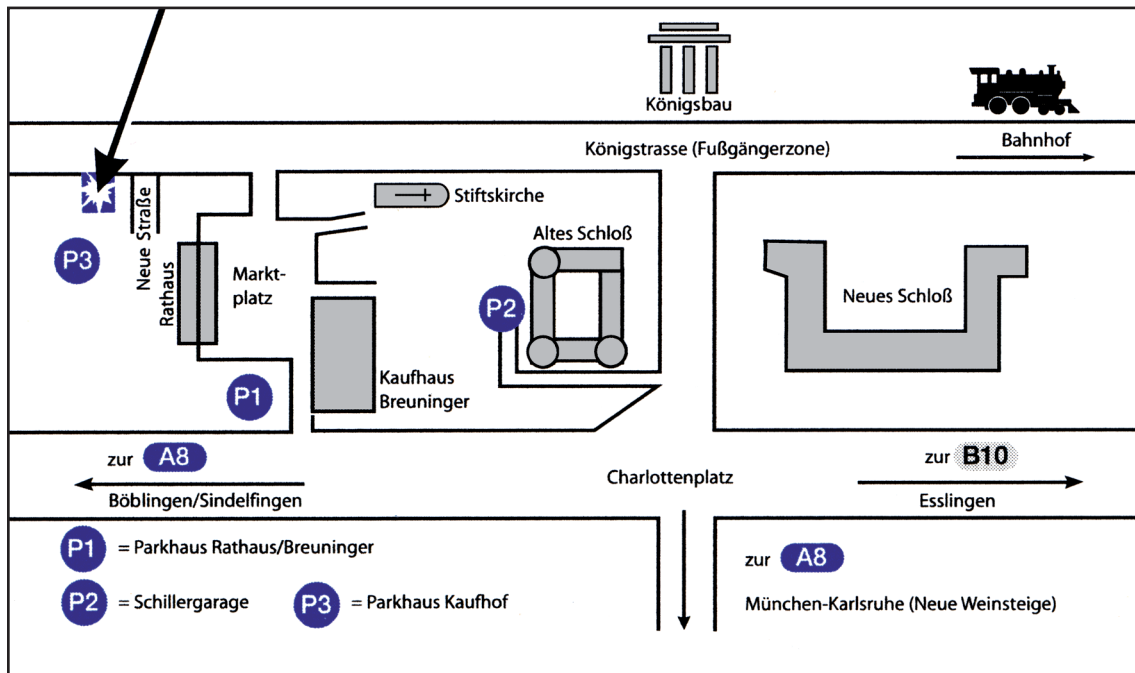 Königsbau
Königstrasse (Fußgängerzone)
Bahnhof
Stiftskirche
Neue Straße
P3
Altes Schloß
Rathaus
Markt-
platz
P2
Neues Schloß
Kaufhaus
Breuninger
P1
zur A8
Böblingen/Sindelfingen
Charlottenplatz
zur B10
Esslingen
P1 = Parkhaus Rathaus/Breuninger
P2 = Schillergarage
P3 = Parkhaus Kaufhof
zur A8
München-Karlsruhe (Neue Weinsteige)